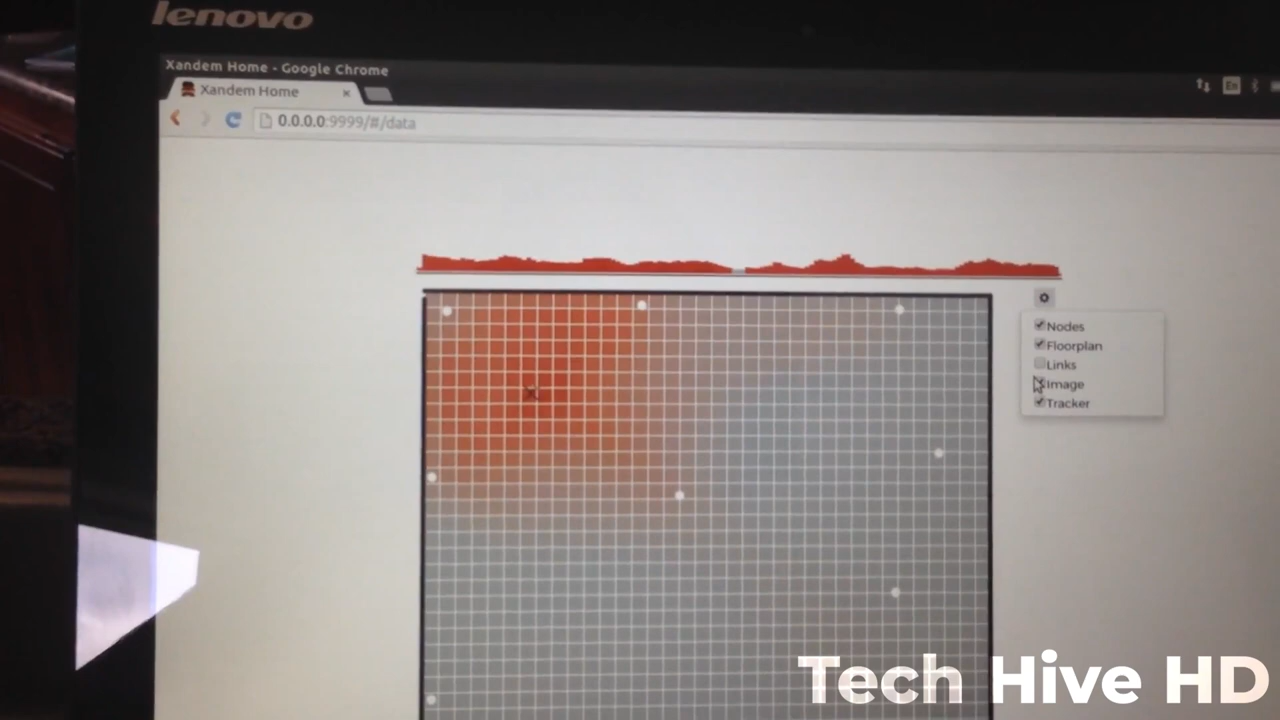 lenovo
Xandem Home - Google Chrome
Xandem Home
En
0.0.0.0:9999/#/data
Nodes
Floorplan
Links
Image
Tracker
Tech Hive HD